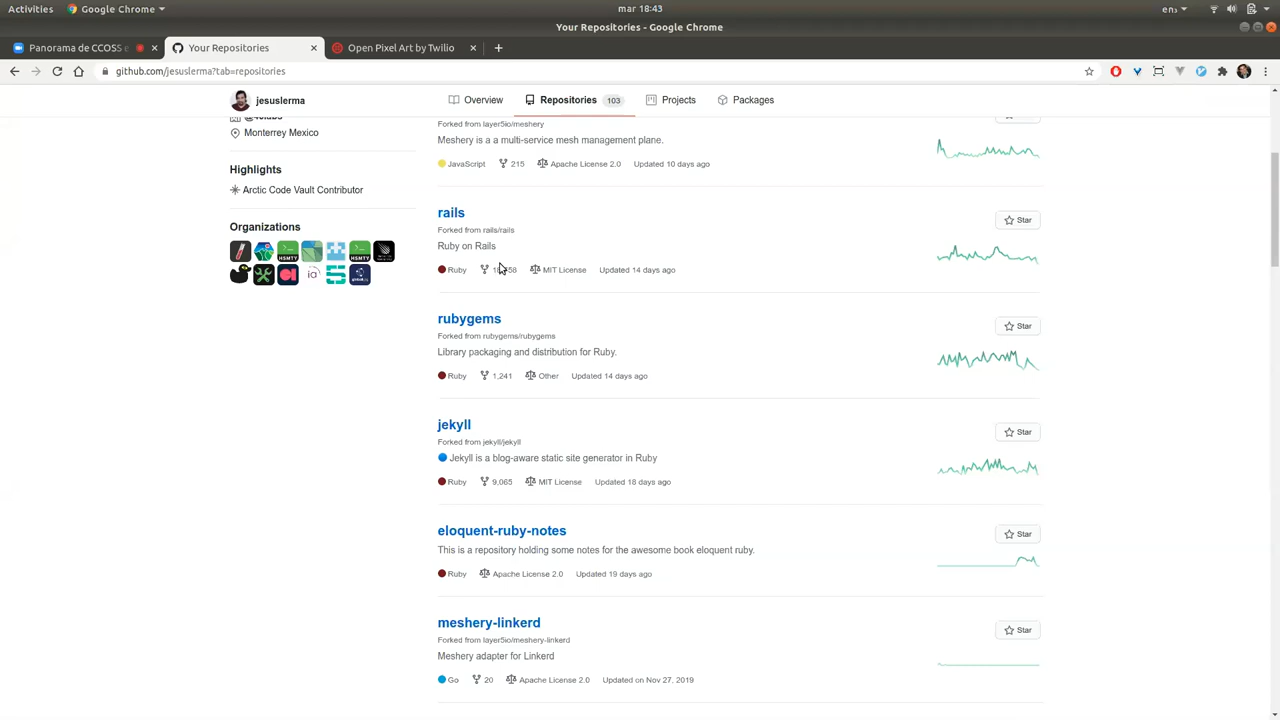 Activities Google Chrome mar 18:43 en
Your Repositories - Google Chrome
Panorama de CCOSS Your Repositories Open Pixel Art by Twilio
github.com/jesuslerma?tab=repositories
jesuslerma Overview Repositories 103 Projects Packages
Monterrey Mexico
Highlights
Arctic Code Vault Contributor
Organizations
HSMTY HSMTY
Forked from layer5io/meshery
Meshery is a a multi-service mesh management plane.
JavaScript 215 Apache License 2.0 Updated 10 days ago
rails
Star
Forked from rails/rails
Ruby on Rails
Ruby MIT License Updated 14 days ago
rubygems
Star
Forked from rubygems/rubygems
Library packaging and distribution for Ruby.
Ruby 1,241 Other Updated 14 days ago
jekyll
Star
Forked from jekyll/jekyll
Jekyll is a blog-aware static site generator in Ruby
Ruby 9,065 MIT License Updated 18 days ago
eloquent-ruby-notes
Star
This is a repository holding some notes for the awesome book eloquent ruby.
Ruby Apache License 2.0 Updated 19 days ago
meshery-linkerd
Star
Forked from layer5io/meshery-linkerd
Meshery adapter for Linkerd
Go 20 Apache License 2.0 Updated on Nov 27, 2019